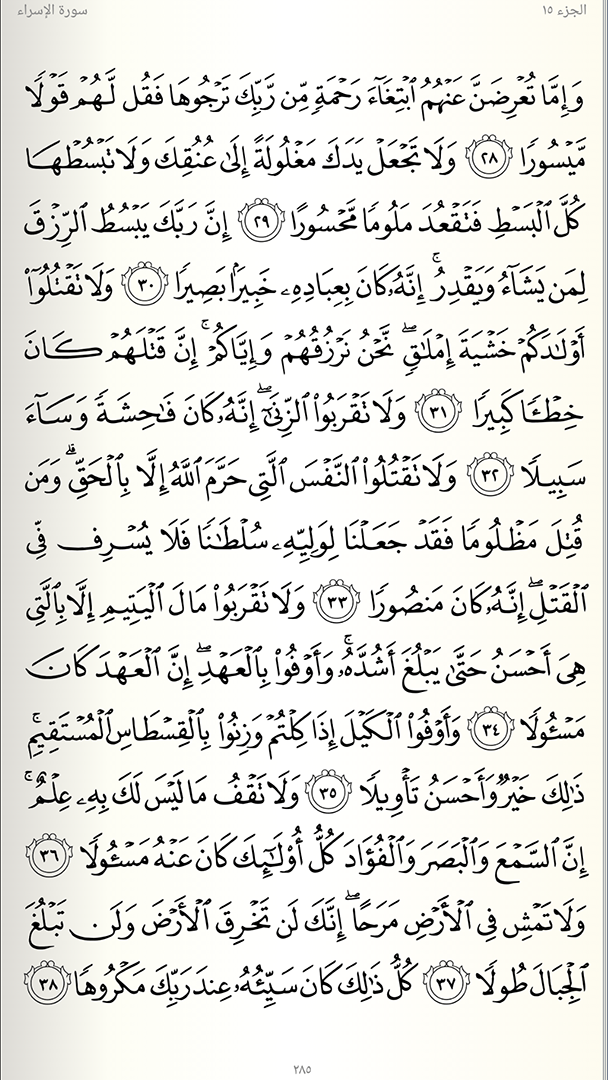 الجزء ١٥
سورة الإسراء
وَإِمَّا تُعْرِضَنَّ عَنْهُمُ ٱبْتِغَآءَ رَحْمَةٍ مِّن رَّبِّكَ تَرْجُوهَا فَقُل لَّهُمْ قَوْلًا
مَّيْسُورًا ٢٨ وَلَا تَجْعَلْ يَدَكَ مَغْلُولَةً إِلَىٰ عُنُقِكَ وَلَا تَبْسُطْهَا
كُلَّ ٱلْبَسْطِ فَتَقْعُدَ مَلُومًا مَّحْسُورًا ٢٩ إِنَّ رَبَّكَ يَبْسُطُ ٱلرِّزْقَ
لِمَن يَشَآءُ وَيَقْدِرُ ۚ إِنَّهُۥ كَانَ بِعِبَادِهِۦ خَبِيرًۢا بَصِيرًا ٣٠ وَلَا تَقْتُلُوٓا۟
أَوْلَٰدَكُمْ خَشْيَةَ إِمْلَٰقٍ ۖ نَّحْنُ نَرْزُقُهُمْ وَإِيَّاكُمْ ۚ إِنَّ قَتْلَهُمْ كَانَ
خِطْـًٔا كَبِيرًا ٣١ وَلَا تَقْرَبُوا۟ ٱلزِّنَىٰٓ ۖ إِنَّهُۥ كَانَ فَٰحِشَةً وَسَآءَ
سَبِيلًا ٣٢ وَلَا تَقْتُلُوا۟ ٱلنَّفْسَ ٱلَّتِى حَرَّمَ ٱللَّهُ إِلَّا بِٱلْحَقِّ ۗ وَمَن
قُتِلَ مَظْلُومًا فَقَدْ جَعَلْنَا لِوَلِيِّهِۦ سُلْطَٰنًا فَلَا يُسْرِف فِّى
ٱلْقَتْلِ ۖ إِنَّهُۥ كَانَ مَنصُورًا ٣٣ وَلَا تَقْرَبُوا۟ مَالَ ٱلْيَتِيمِ إِلَّا بِٱلَّتِى
هِىَ أَحْسَنُ حَتَّىٰ يَبْلُغَ أَشُدَّهُۥ ۚ وَأَوْفُوا۟ بِٱلْعَهْدِ ۖ إِنَّ ٱلْعَهْدَ كَانَ
مَسْـُٔولًا ٣٤ وَأَوْفُوا۟ ٱلْكَيْلَ إِذَا كِلْتُمْ وَزِنُوا۟ بِٱلْقِسْطَاسِ ٱلْمُسْتَقِيمِ ۚ
ذَٰلِكَ خَيْرٌ وَأَحْسَنُ تَأْوِيلًا ٣٥ وَلَا تَقْفُ مَا لَيْسَ لَكَ بِهِۦ عِلْمٌ ۚ
إِنَّ ٱلسَّمْعَ وَٱلْبَصَرَ وَٱلْفُؤَادَ كُلُّ أُو۟لَٰٓئِكَ كَانَ عَنْهُ مَسْـُٔولًا ٣٦
وَلَا تَمْشِ فِى ٱلْأَرْضِ مَرَحًا ۖ إِنَّكَ لَن تَخْرِقَ ٱلْأَرْضَ وَلَن تَبْلُغَ
ٱلْجِبَالَ طُولًا ٣٧ كُلُّ ذَٰلِكَ كَانَ سَيِّئُهُۥ عِندَ رَبِّكَ مَكْرُوهًا ٣٨
٢٨٥